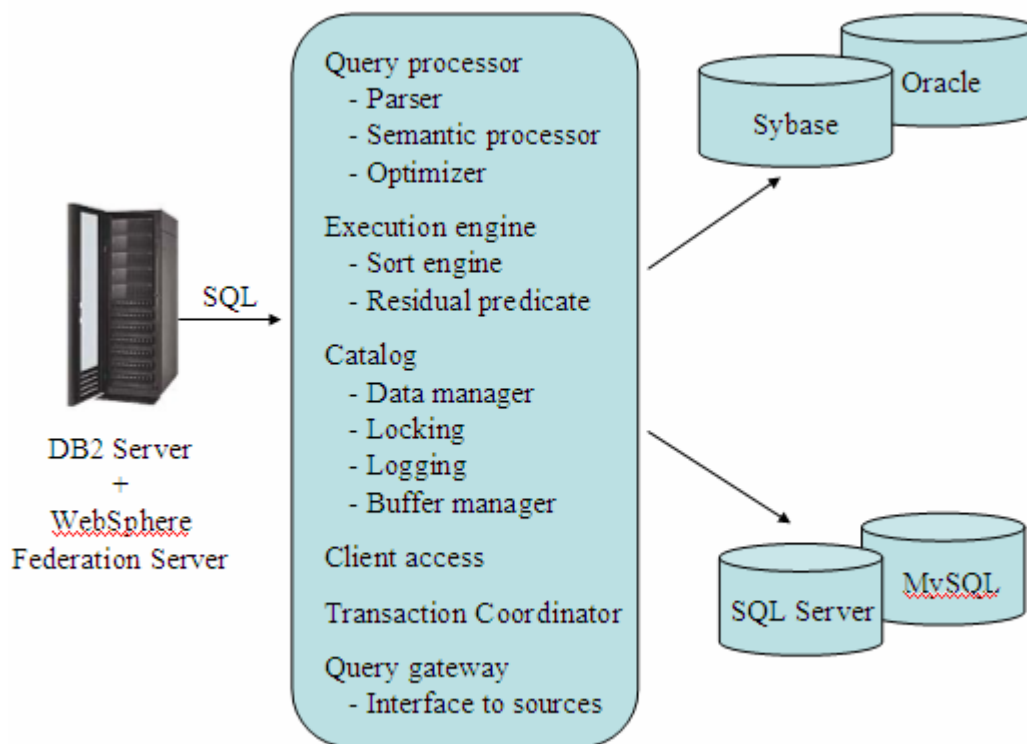 DB2 Server
+
WebSphere
Federation Server
SQL
Query processor
- Parser
- Semantic processor
- Optimizer
Execution engine
- Sort engine
- Residual predicate
Catalog
- Data manager
- Locking
- Logging
- Buffer manager
Client access
Transaction Coordinator
Query gateway
- Interface to sources
Oracle
Sybase
MySQL
SQL Server